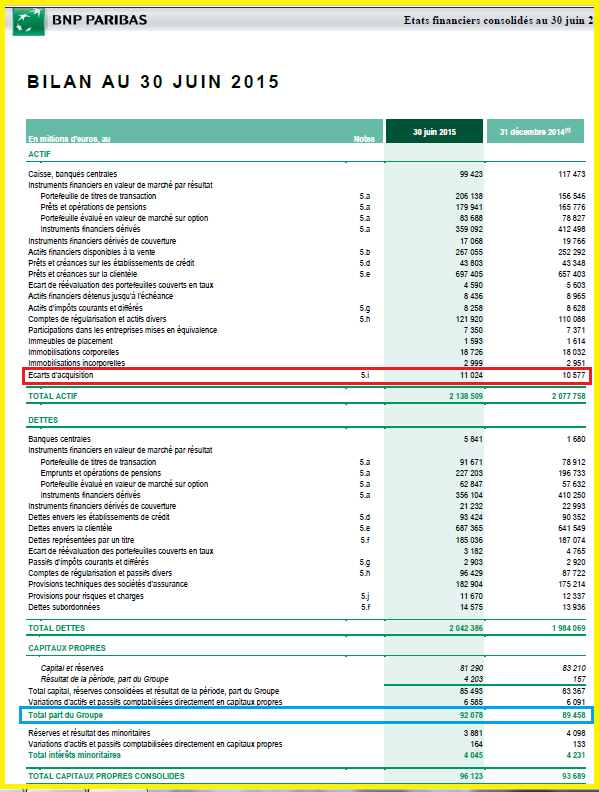 BNP PARIBAS
Etats financiers consolidés au 30 juin 2
BILAN AU 30 JUIN 2015
En millions d'euros, au Notes 30 juin 2015 31 décembre 2014(1)
ACTIF
Caisse, banques centrales 99 423 117 473
Instruments financiers en valeur de marché par résultat
Portefeuille de titres de transaction 5.a 206 138 156 546
Prêts et opérations de pensions 5.a 179 941 165 776
Portefeuille évalué en valeur de marché sur option 5.a 83 688 78 827
Instruments financiers dérivés 5.a 359 092 412 498
Instruments financiers dérivés de couverture 17 068 19 766
Actifs financiers disponibles à la vente 5.b 267 055 252 292
Prêts et créances sur les établissements de crédit 5.d 43 803 43 348
Prêts et créances sur la clientèle 5.e 697 405 657 403
Ecart de réévaluation des portefeuilles couverts en taux 4 590 5 603
Actifs financiers détenus jusqu'à l'échéance 8 436 8 965
Actifs d'impôts courants et différés 5.g 8 258 8 628
Comptes de régularisation et actifs divers 5.h 121 920 110 088
Participations dans les entreprises mises en équivalence 7 350 7 371
Immeubles de placement 1 593 1 614
Immobilisations corporelles 18 726 18 032
Immobilisations incorporelles 2 999 2 951
Ecarts d'acquisition 5.i 11 024 10 577
TOTAL ACTIF 2 138 509 2 077 758
DETTES
Banques centrales 5 841 1 680
Instruments financiers en valeur de marché par résultat
Portefeuille de titres de transaction 5.a 91 671 78 912
Emprunts et opérations de pensions 5.a 227 203 196 733
Portefeuille évalué en valeur de marché sur option 5.a 62 847 57 632
Instruments financiers dérivés 5.a 356 104 410 250
Instruments financiers dérivés de couverture 21 232 22 993
Dettes envers les établissements de crédit 5.d 93 424 90 352
Dettes envers la clientèle 5.e 687 365 641 549
Dettes représentées par un titre 5.f 185 036 187 074
Ecart de réévaluation des portefeuilles couverts en taux 3 182 4 765
Passifs d'impôts courants et différés 5.g 2 903 2 920
Comptes de régularisation et passifs divers 5.h 96 429 87 722
Provisions techniques des sociétés d'assurance 182 904 175 214
Provisions pour risques et charges 5.j 11 670 12 337
Dettes subordonnées 5.f 14 575 13 936
TOTAL DETTES 2 042 386 1 984 069
CAPITAUX PROPRES
Capital et réserves 81 290 83 210
Résultat de la période, part du Groupe 4 203 157
Total capital, réserves consolidées et résultat de la période, part du Groupe 85 493 83 367
Variations d'actifs et passifs comptabilisées directement en capitaux propres 6 585 6 091
Total part du Groupe 92 078 89 458
Réserves et résultat des minoritaires 3 881 4 098
Variations d'actifs et passifs comptabilisées directement en capitaux propres 164 133
Total intérêts minoritaires 4 045 4 231
TOTAL CAPITAUX PROPRES CONSOLIDES 96 123 93 689